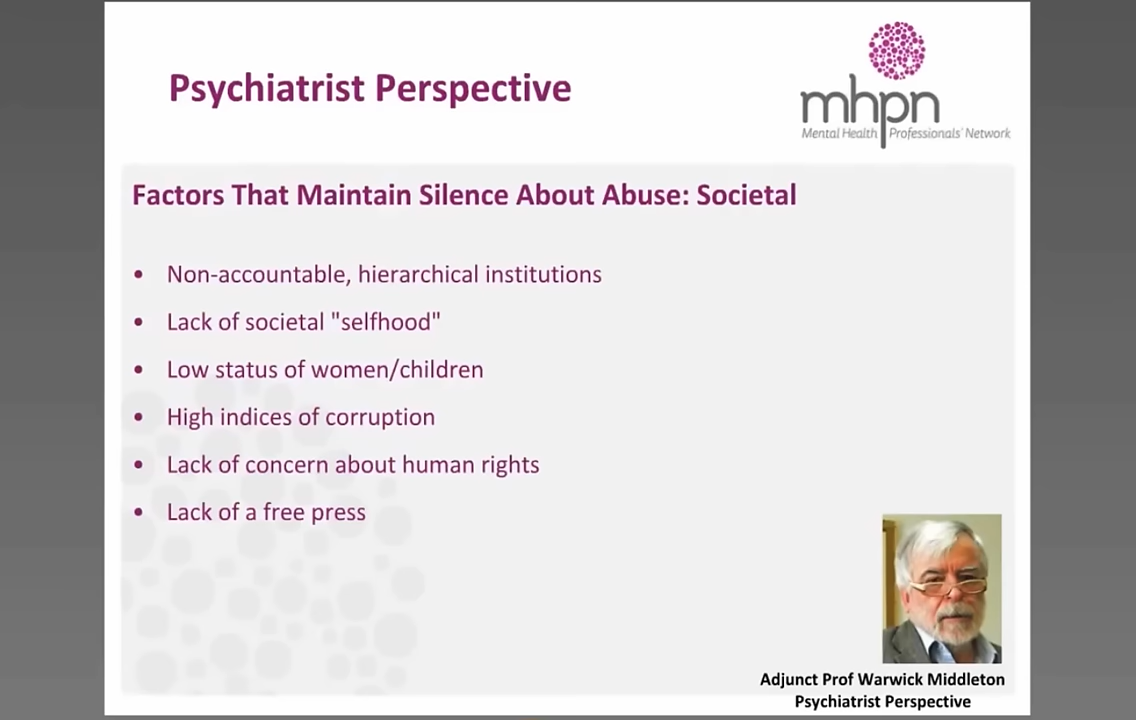 Psychiatrist Perspective
mhpn
Mental Health Professionals' Network
Factors That Maintain Silence About Abuse: Societal
• Non-accountable, hierarchical institutions
• Lack of societal "selfhood"
• Low status of women/children
• High indices of corruption
• Lack of concern about human rights
• Lack of a free press
Adjunct Prof Warwick Middleton
Psychiatrist Perspective